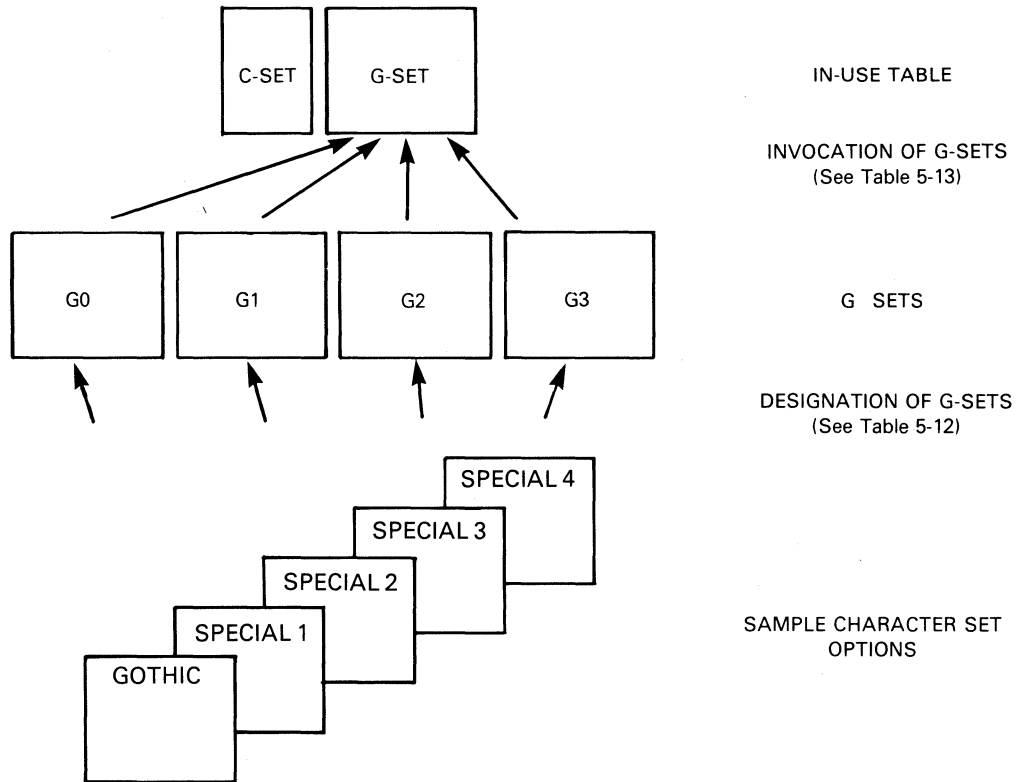 C-SET G-SET IN-USE TABLE
INVOCATION OF G-SETS
(See Table 5-13)
G0 G1 G2 G3 G SETS
DESIGNATION OF G-SETS
(See Table 5-12)
SPECIAL 4
SPECIAL 3
SPECIAL 2
SPECIAL 1
GOTHIC
SAMPLE CHARACTER SET
OPTIONS